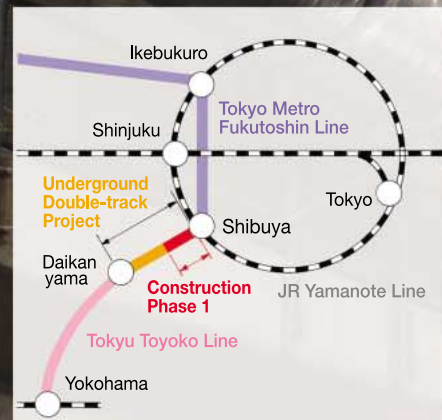 Ikebukuro
Tokyo Metro
Fukutoshin Line
Shinjuku
Underground
Double-track
Project
Tokyo
Shibuya
Daikan
yama
Construction
Phase 1
JR Yamanote Line
Tokyu Toyoko Line
Yokohama